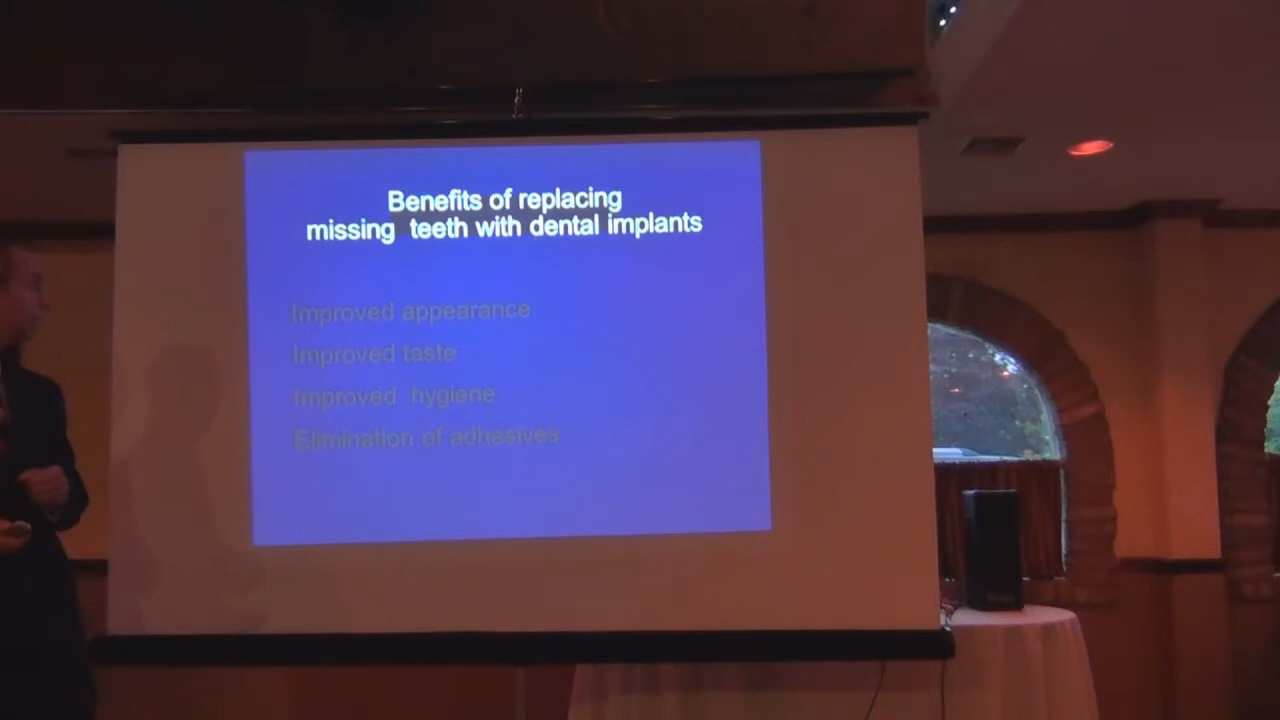 Benefits of replacing
missing teeth with dental implants
Improved appearance
Improved taste
Improved hygiene
Elimination of adhesives